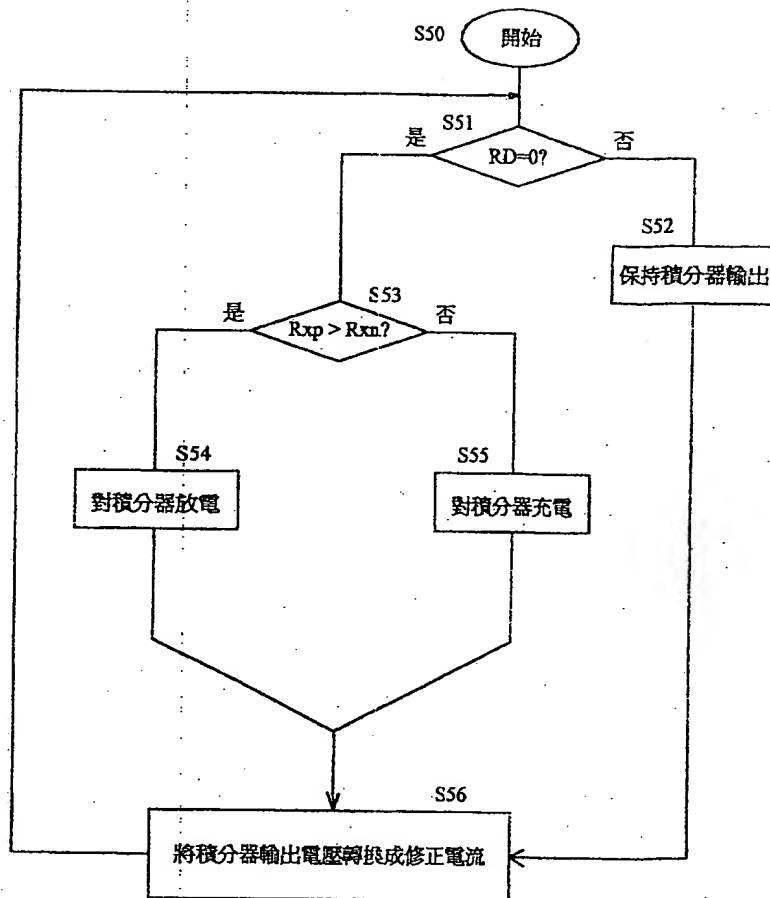 S50
開始
S51
是
RD=0?
否
S52
保持積分器輸出
S53
是
Rxp > Rxn?
否
S54
對積分器放電
S55
對積分器充電
S56
將積分器輸出電壓轉換成修正電流